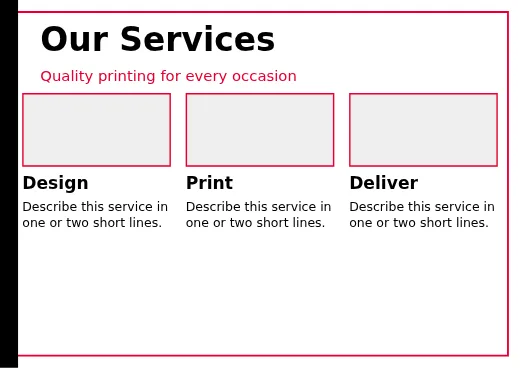 Our Services
Quality printing for every occasion
Design
Describe this service in
one or two short lines.
Print
Describe this service in
one or two short lines.
Deliver
Describe this service in
one or two short lines.